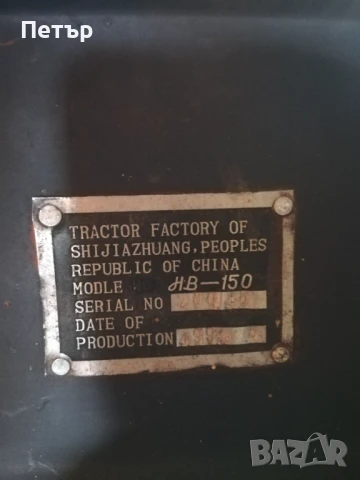 Петър
TRACTOR FACTORY OF
SHIJIAZHUANG, PEOPLES
REPUBLIC OF CHINA
MODLE HB-150
SERIAL NO
DATE OF
PRODUCTION
BAZAR